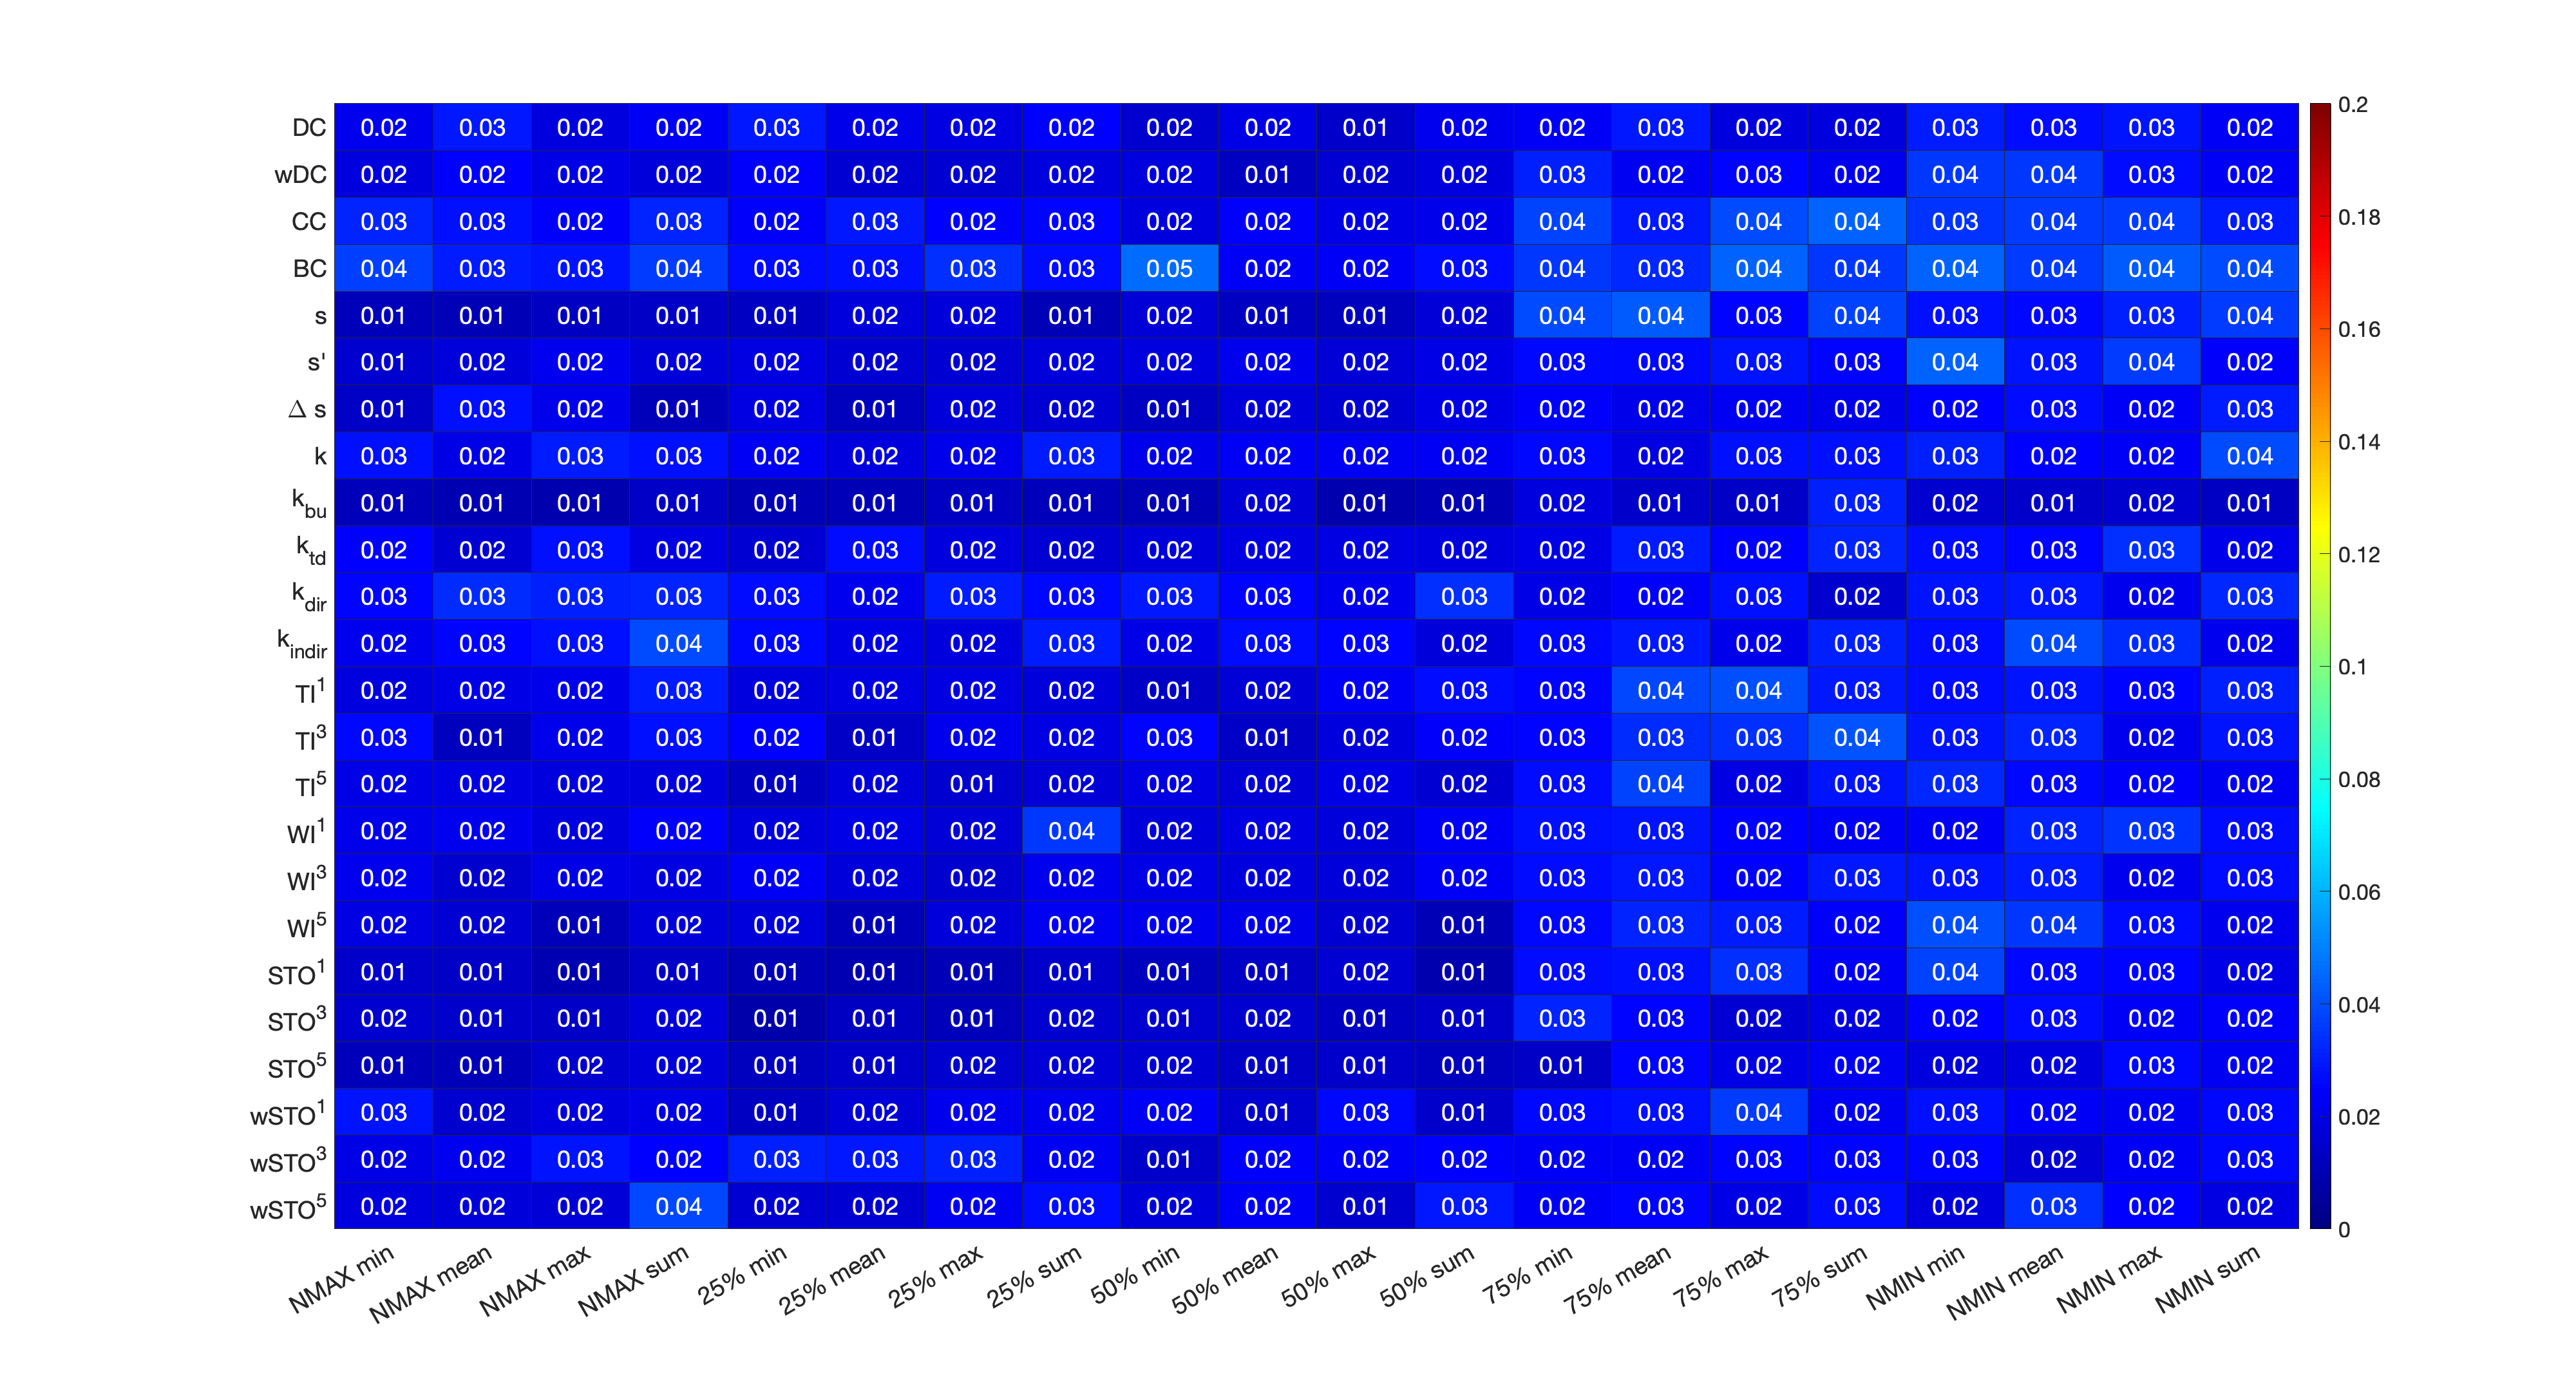 DC 0.02 0.03 0.02 0.02 0.03 0.02 0.02 0.02 0.02 0.02 0.01 0.02 0.02 0.03 0.02 0.02 0.03 0.03 0.03 0.02
wDC 0.02 0.02 0.02 0.02 0.02 0.02 0.02 0.02 0.02 0.01 0.02 0.02 0.03 0.02 0.03 0.02 0.04 0.04 0.03 0.02
CC 0.03 0.03 0.02 0.03 0.02 0.03 0.02 0.03 0.02 0.02 0.02 0.02 0.04 0.03 0.04 0.04 0.03 0.04 0.04 0.03
BC 0.04 0.03 0.03 0.04 0.03 0.03 0.03 0.03 0.05 0.02 0.02 0.03 0.04 0.03 0.04 0.04 0.04 0.04 0.04 0.04
s 0.01 0.01 0.01 0.01 0.01 0.02 0.02 0.01 0.02 0.01 0.01 0.02 0.04 0.04 0.03 0.04 0.03 0.03 0.03 0.04
s' 0.01 0.02 0.02 0.02 0.02 0.02 0.02 0.02 0.02 0.02 0.02 0.02 0.03 0.03 0.03 0.03 0.04 0.03 0.04 0.02
Δ s 0.01 0.03 0.02 0.01 0.02 0.01 0.02 0.02 0.01 0.02 0.02 0.02 0.02 0.02 0.02 0.02 0.02 0.03 0.02 0.03
k 0.03 0.02 0.03 0.03 0.02 0.02 0.02 0.03 0.02 0.02 0.02 0.02 0.03 0.02 0.03 0.03 0.03 0.02 0.02 0.04
k_bu 0.01 0.01 0.01 0.01 0.01 0.01 0.01 0.01 0.01 0.02 0.01 0.01 0.02 0.01 0.01 0.03 0.02 0.01 0.02 0.01
k_td 0.02 0.02 0.03 0.02 0.02 0.03 0.02 0.02 0.02 0.02 0.02 0.02 0.02 0.03 0.02 0.03 0.03 0.03 0.03 0.02
k_dir 0.03 0.03 0.03 0.03 0.03 0.02 0.03 0.03 0.03 0.03 0.02 0.03 0.02 0.02 0.03 0.02 0.03 0.03 0.02 0.03
k_indir 0.02 0.03 0.03 0.04 0.03 0.02 0.02 0.03 0.02 0.03 0.03 0.02 0.03 0.03 0.02 0.03 0.03 0.04 0.03 0.02
TI¹ 0.02 0.02 0.02 0.03 0.02 0.02 0.02 0.02 0.01 0.02 0.02 0.03 0.03 0.04 0.04 0.03 0.03 0.03 0.03 0.03
TI³ 0.03 0.01 0.02 0.03 0.02 0.01 0.02 0.02 0.03 0.01 0.02 0.02 0.03 0.03 0.03 0.04 0.03 0.03 0.02 0.03
TI⁵ 0.02 0.02 0.02 0.02 0.01 0.02 0.01 0.02 0.02 0.02 0.02 0.02 0.03 0.04 0.02 0.03 0.03 0.03 0.02 0.02
WI¹ 0.02 0.02 0.02 0.02 0.02 0.02 0.02 0.04 0.02 0.02 0.02 0.02 0.03 0.03 0.02 0.02 0.02 0.03 0.03 0.03
WI³ 0.02 0.02 0.02 0.02 0.02 0.02 0.02 0.02 0.02 0.02 0.02 0.02 0.03 0.03 0.02 0.03 0.03 0.03 0.02 0.03
WI⁵ 0.02 0.02 0.01 0.02 0.02 0.01 0.02 0.02 0.02 0.02 0.02 0.01 0.03 0.03 0.03 0.02 0.04 0.04 0.03 0.02
STO¹ 0.01 0.01 0.01 0.01 0.01 0.01 0.01 0.01 0.01 0.01 0.02 0.01 0.03 0.03 0.03 0.02 0.04 0.03 0.03 0.02
STO³ 0.02 0.01 0.01 0.02 0.01 0.01 0.01 0.02 0.01 0.02 0.01 0.01 0.03 0.03 0.02 0.02 0.02 0.03 0.02 0.02
STO⁵ 0.01 0.01 0.02 0.02 0.01 0.01 0.02 0.02 0.02 0.01 0.01 0.01 0.01 0.03 0.02 0.02 0.02 0.02 0.03 0.02
wSTO¹ 0.03 0.02 0.02 0.02 0.01 0.02 0.02 0.02 0.02 0.01 0.03 0.01 0.03 0.03 0.04 0.02 0.03 0.02 0.02 0.03
wSTO³ 0.02 0.02 0.03 0.02 0.03 0.03 0.03 0.02 0.01 0.02 0.02 0.02 0.02 0.02 0.03 0.03 0.03 0.02 0.02 0.03
wSTO⁵ 0.02 0.02 0.02 0.04 0.02 0.02 0.02 0.03 0.02 0.02 0.01 0.03 0.02 0.03 0.02 0.03 0.02 0.03 0.02 0.02
NMAX min
NMAX mean
NMAX max
NMAX sum
25% min
25% mean
25% max
25% sum
50% min
50% mean
50% max
50% sum
75% min
75% mean
75% max
75% sum
NMIN min
NMIN mean
NMIN max
NMIN sum
0.2
0.18
0.16
0.14
0.12
0.1
0.08
0.06
0.04
0.02
0